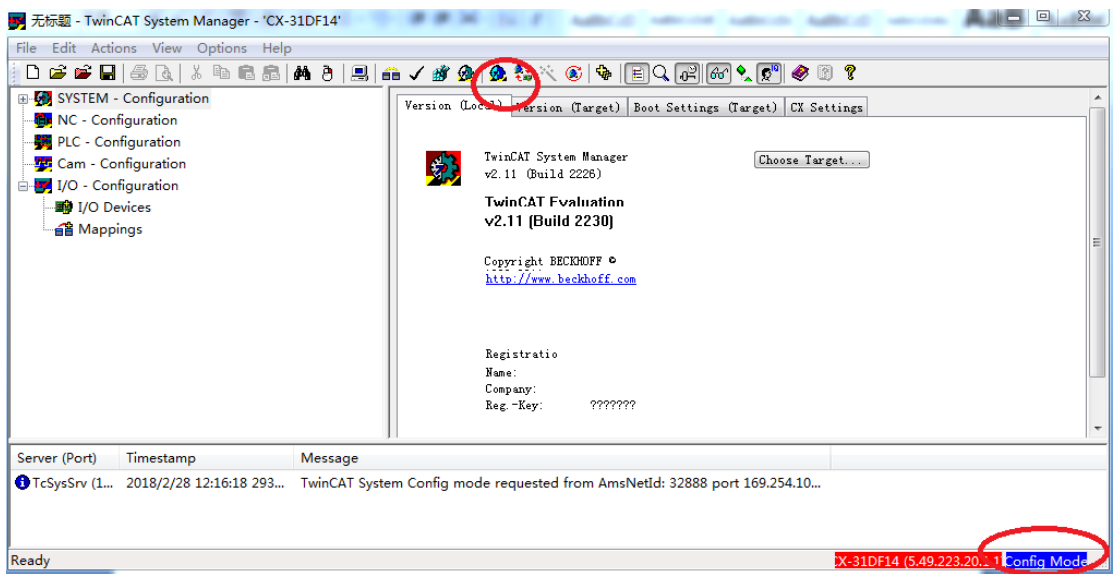 无标题 - TwinCAT System Manager - 'CX-31DF14'
File Edit Actions View Options Help
SYSTEM - Configuration
NC - Configuration
PLC - Configuration
Cam - Configuration
I/O - Configuration
I/O Devices
Mappings
Version (Local) Version (Target) Boot Settings (Target) CX Settings
TwinCAT System Manager
v2.11 (Build 2226)
Choose Target...
TwinCAT Evaluation
v2.11 (Build 2230)
Copyright BECKHOFF ©
http://www.beckhoff.com
Registratio
Name:
Company:
Reg.-Key: ???????
Server (Port) Timestamp Message
TcSysSrv (1... 2018/2/28 12:16:18 293... TwinCAT System Config mode requested from AmsNetId: 32888 port 169.254.10...
Ready
CX-31DF14 Config Mode